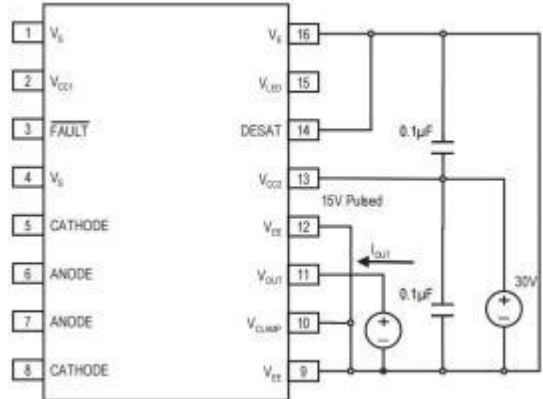 1 VS VE 16
2 VCC1 VLED 15
3 FAULT DESAT 14
0.1µF
4 VS VCC2 13
15V Pulsed
5 CATHODE VEE 12
IOUT
6 ANODE VOUT 11
0.1µF
30V
+
+
7 ANODE VCLAMP 10
–
–
8 CATHODE VEE 9